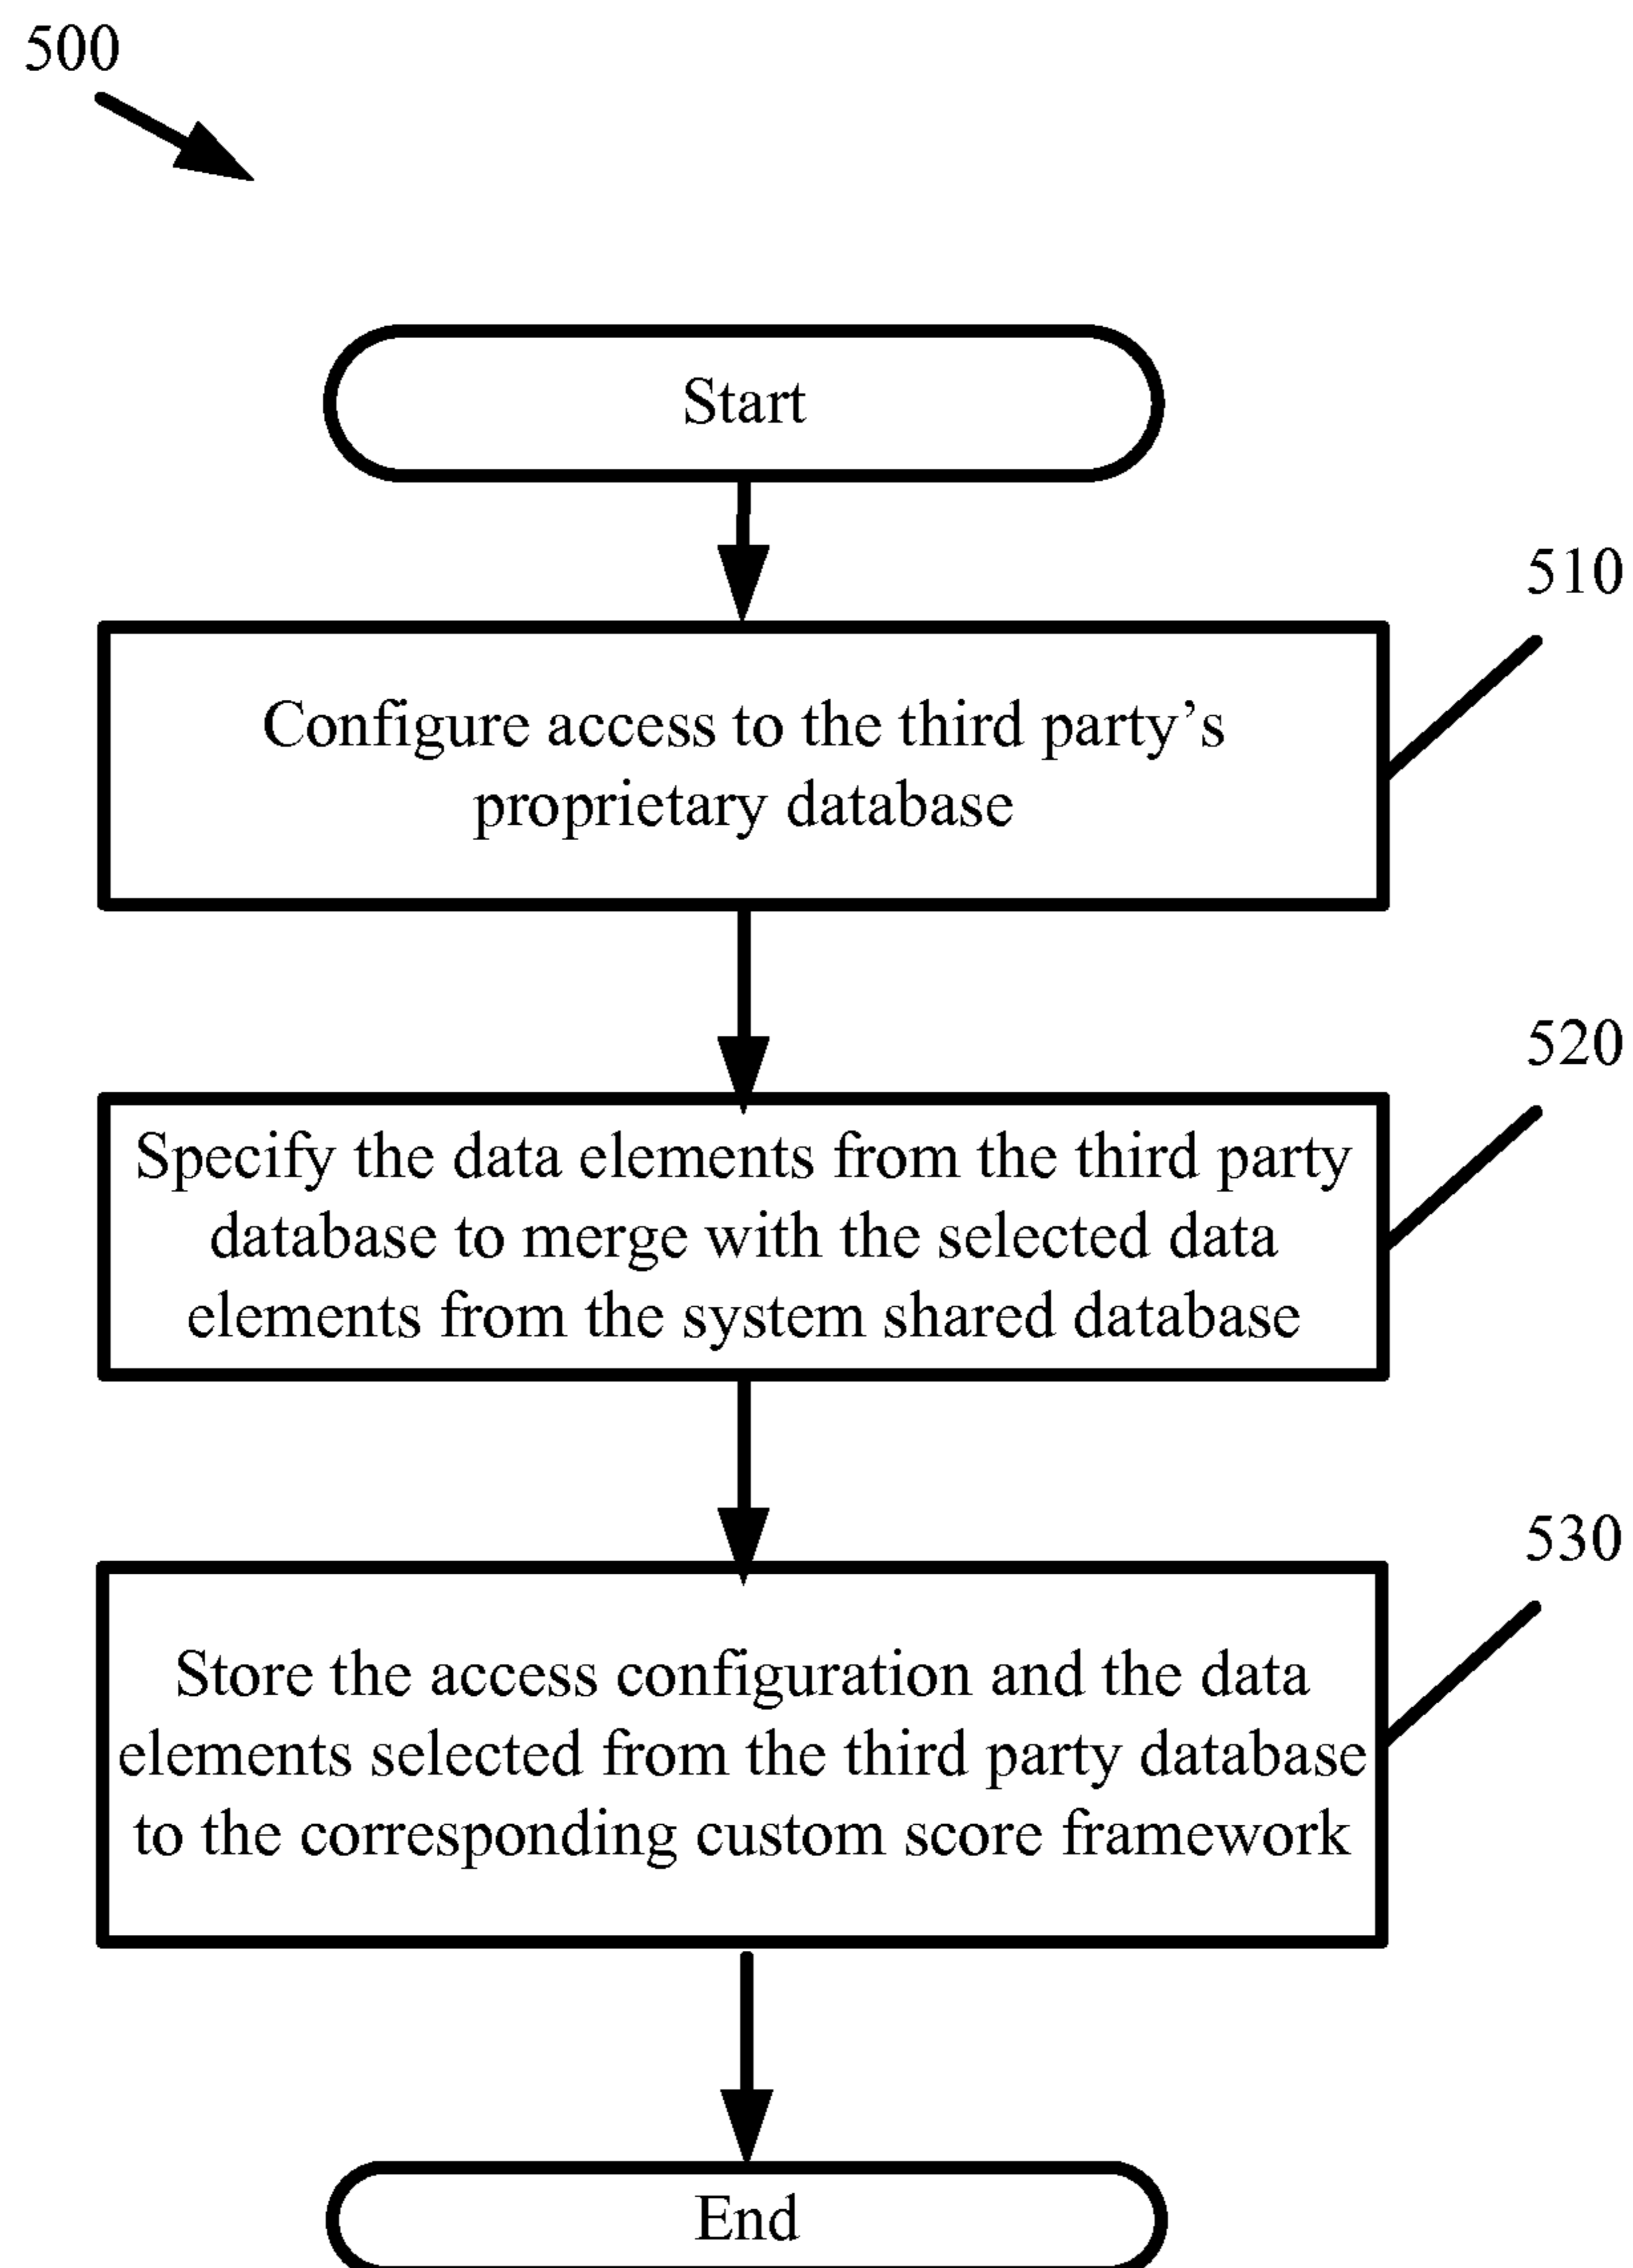 500
Start
510
Configure access to the third party’s
proprietary database
520
Specify the data elements from the third party
database to merge with the selected data
elements from the system shared database
530
Store the access configuration and the data
elements selected from the third party database
to the corresponding custom score framework
End